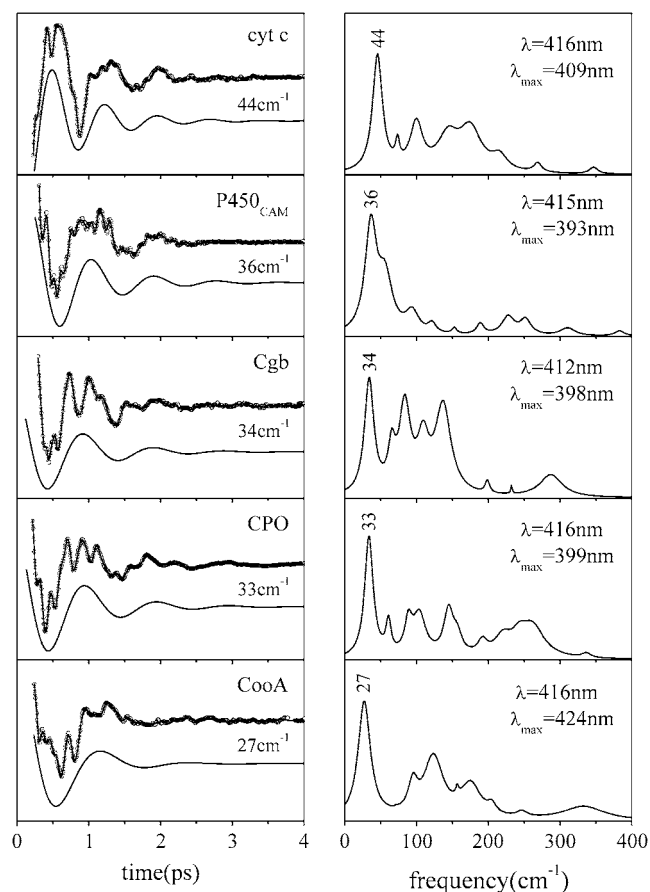 cyt c
44cm⁻¹
44
λ=416nm
λmax=409nm
P450CAM
36cm⁻¹
36
λ=415nm
λmax=393nm
Cgb
34cm⁻¹
34
λ=412nm
λmax=398nm
CPO
33cm⁻¹
33
λ=416nm
λmax=399nm
CooA
27cm⁻¹
27
λ=416nm
λmax=424nm
0 1 2 3 4
time(ps)
0 100 200 300 400
frequency(cm⁻¹)